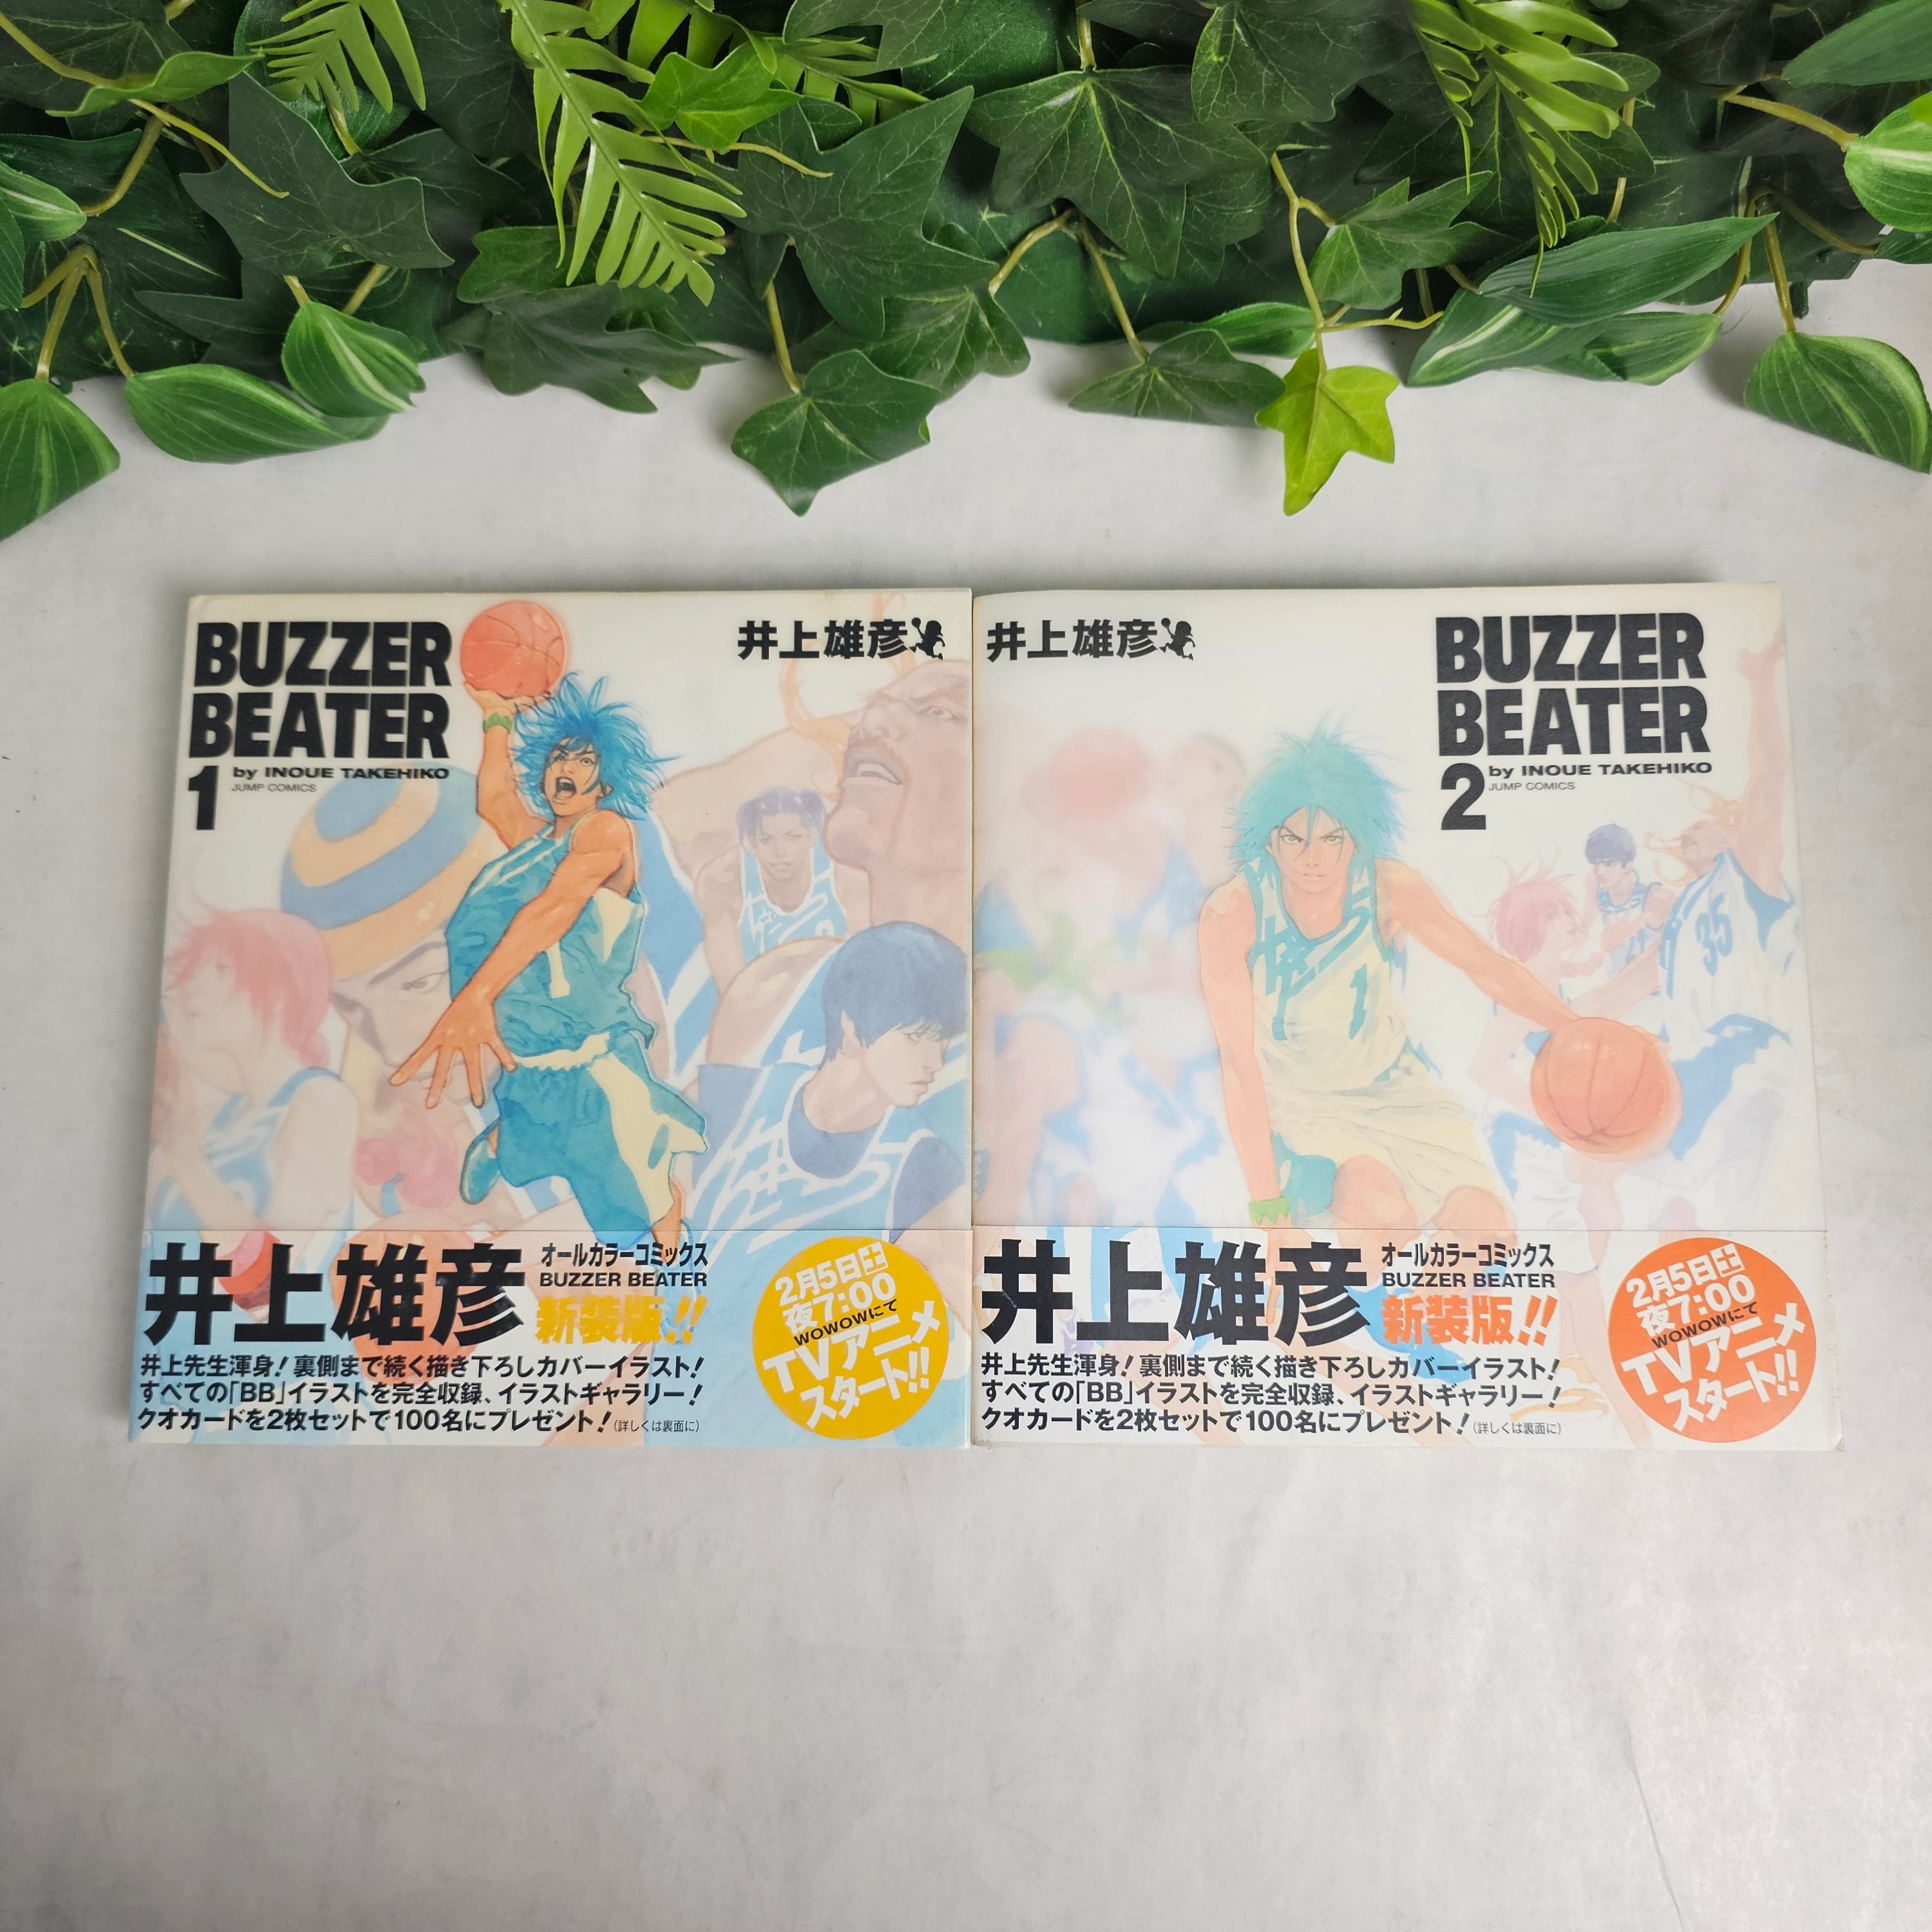 BUZZER
BEATER
1
by INOUE TAKEHIKO
JUMP COMICS
井上雄彦
1
井上雄彦
オールカラーコミックス
BUZZER BEATER
新装版!!
井上先生渾身!裏側まで続く描き下ろしカバーイラスト!
すべての「BB」イラストを完全収録、イラストギャラリー!
クオカードを2枚セットで100名にプレゼント!(詳しくは裏面に)
2月5日土
夜7:00
WOWOWにて
TVアニメ
スタート!!
井上雄彦
BUZZER
BEATER
2
by INOUE TAKEHIKO
JUMP COMICS
1
35
井上雄彦
オールカラーコミックス
BUZZER BEATER
新装版!!
井上先生渾身!裏側まで続く描き下ろしカバーイラスト!
すべての「BB」イラストを完全収録、イラストギャラリー!
クオカードを2枚セットで100名にプレゼント!(詳しくは裏面に)
2月5日土
夜7:00
WOWOWにて
TVアニメ
スタート!!